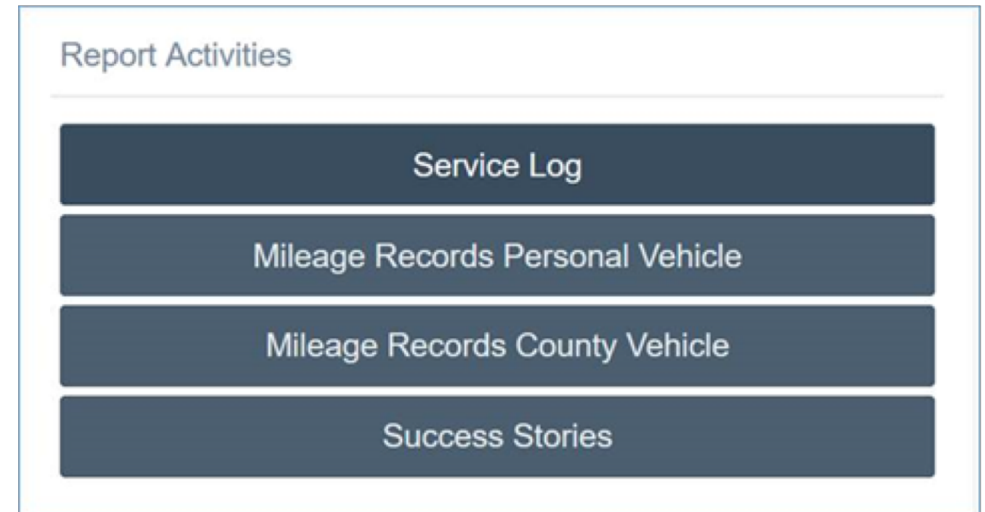 Report Activities
Service Log
Mileage Records Personal Vehicle
Mileage Records County Vehicle
Success Stories